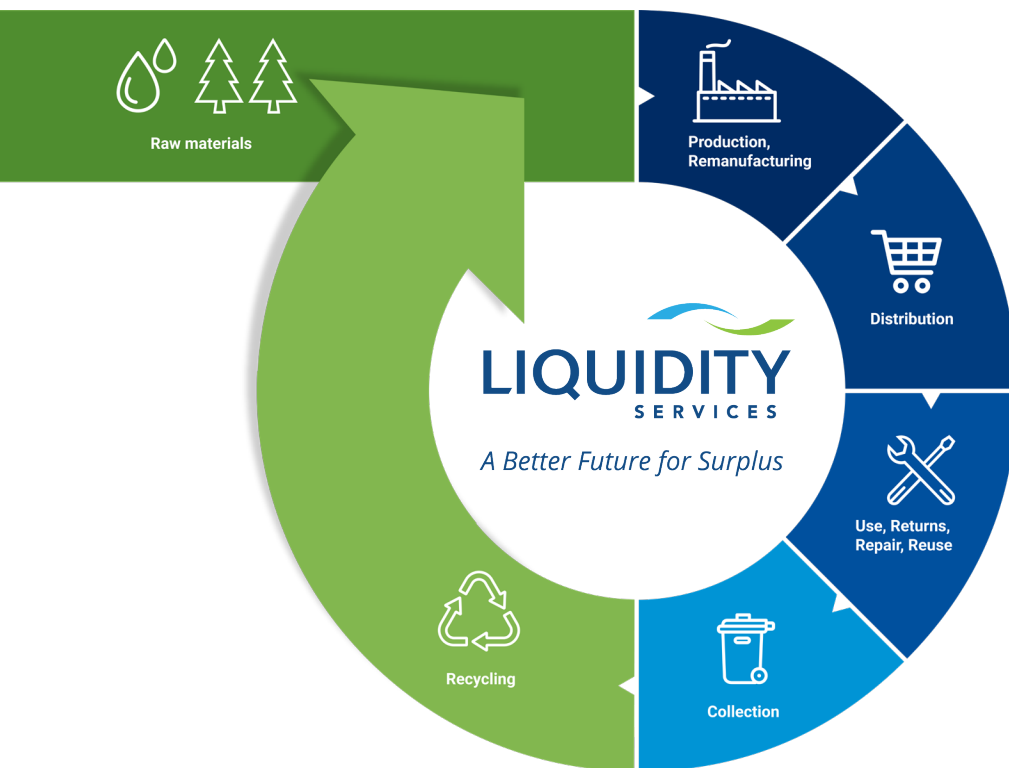 Raw materials
Production,
Remanufacturing
Distribution
LIQUIDITY
SERVICES
A Better Future for Surplus
Use, Returns,
Repair, Reuse
Recycling
Collection